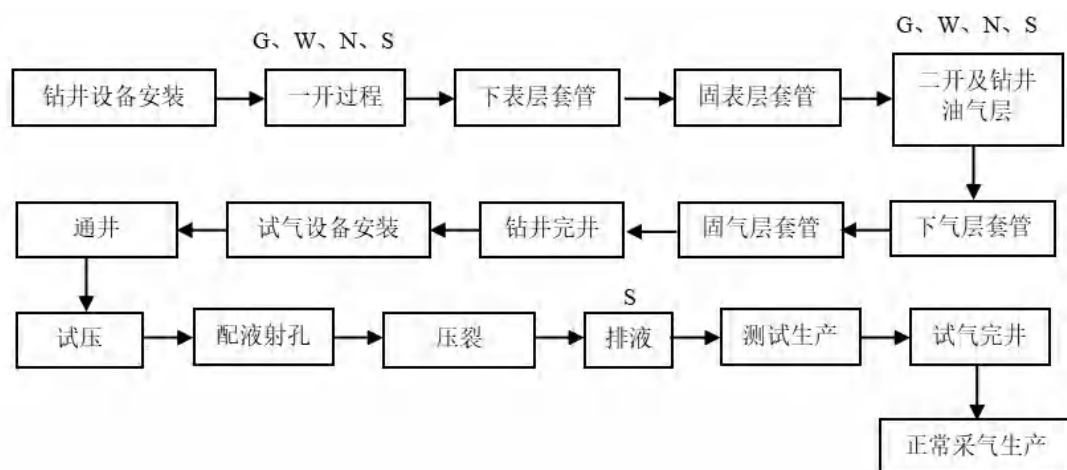 G、W、N、S
G、W、N、S
钻井设备安装
一开过程
下表层套管
固表层套管
二开及钻井
油气层
通井
试气设备安装
钻井完井
固气层套管
下气层套管
S
试压
配液射孔
压裂
排液
测试生产
试气完井
正常采气生产